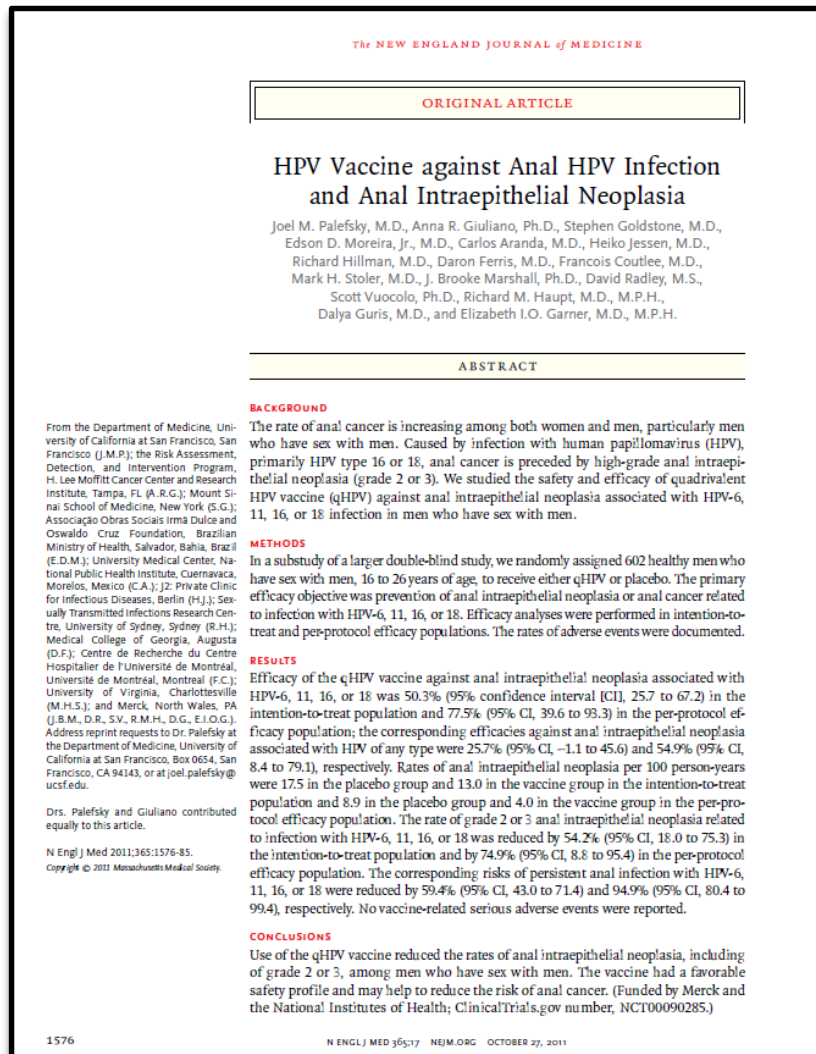 The NEW ENGLAND JOURNAL of MEDICINE
ORIGINAL ARTICLE
HPV Vaccine against Anal HPV Infection
and Anal Intraepithelial Neoplasia
Joel M. Palefsky, M.D., Anna R. Giuliano, Ph.D., Stephen Goldstone, M.D.,
Edson D. Moreira, Jr., M.D., Carlos Aranda, M.D., Heiko Jessen, M.D.,
Richard Hillman, M.D., Daron Ferris, M.D., Francois Coutlee, M.D.,
Mark H. Stoler, M.D., J. Brooke Marshall, Ph.D., David Radley, M.S.,
Scott Vuocolo, Ph.D., Richard M. Haupt, M.D., M.P.H.,
Dalya Guris, M.D., and Elizabeth I.O. Garner, M.D., M.P.H.
ABSTRACT
From the Department of Medicine, Uni-
versity of California at San Francisco, San
Francisco (J.M.P.); the Risk Assessment,
Detection, and Intervention Program,
H. Lee Moffitt Cancer Center and Research
Institute, Tampa, FL (A.R.G.); Mount Si-
nai School of Medicine, New York (S.G.);
Associação Obras Sociais Irmã Dulce and
Oswaldo Cruz Foundation, Brazilian
Ministry of Health, Salvador, Bahia, Brazil
(E.D.M.); University Medical Center, Na-
tional Public Health Institute, Cuernavaca,
Morelos, Mexico (C.A.); J2: Private Clinic
for Infectious Diseases, Berlin (H.J.); Sex-
ually Transmitted Infections Research Cen-
tre, University of Sydney, Sydney (R.H.);
Medical College of Georgia, Augusta
(D.F.); Centre de Recherche du Centre
Hospitalier de l'Université de Montréal,
Université de Montréal, Montreal (F.C.);
University of Virginia, Charlottesville
(M.H.S.); and Merck, North Wales, PA
(J.B.M., D.R., S.V., R.M.H., D.G., E.I.O.G.).
Address reprint requests to Dr. Palefsky at
the Department of Medicine, University of
California at San Francisco, Box 0654, San
Francisco, CA 94143, or at joel.palefsky@
ucsf.edu.
Drs. Palefsky and Giuliano contributed
equally to this article.
N Engl J Med 2011;365:1576-85.
Copyright © 2011 Massachusetts Medical Society.
BACKGROUND
The rate of anal cancer is increasing among both women and men, particularly men
who have sex with men. Caused by infection with human papillomavirus (HPV),
primarily HPV type 16 or 18, anal cancer is preceded by high-grade anal intraepi-
thelial neoplasia (grade 2 or 3). We studied the safety and efficacy of quadrivalent
HPV vaccine (qHPV) against anal intraepithelial neoplasia associated with HPV-6,
11, 16, or 18 infection in men who have sex with men.
METHODS
In a substudy of a larger double-blind study, we randomly assigned 602 healthy men who
have sex with men, 16 to 26 years of age, to receive either qHPV or placebo. The primary
efficacy objective was prevention of anal intraepithelial neoplasia or anal cancer related
to infection with HPV-6, 11, 16, or 18. Efficacy analyses were performed in intention-to-
treat and per-protocol efficacy populations. The rates of adverse events were documented.
RESULTS
Efficacy of the qHPV vaccine against anal intraepithelial neoplasia associated with
HPV-6, 11, 16, or 18 was 50.3% (95% confidence interval [CI], 25.7 to 67.2) in the
intention-to-treat population and 77.5% (95% CI, 39.6 to 93.3) in the per-protocol ef-
ficacy population; the corresponding efficacies against anal intraepithelial neoplasia
associated with HPV of any type were 25.7% (95% CI, −1.1 to 45.6) and 54.9% (95% CI,
8.4 to 79.1), respectively. Rates of anal intraepithelial neoplasia per 100 person-years
were 17.5 in the placebo group and 13.0 in the vaccine group in the intention-to-treat
population and 8.9 in the placebo group and 4.0 in the vaccine group in the per-pro-
tocol efficacy population. The rate of grade 2 or 3 anal intraepithelial neoplasia related
to infection with HPV-6, 11, 16, or 18 was reduced by 54.2% (95% CI, 18.0 to 75.3) in
the intention-to-treat population and by 74.9% (95% CI, 8.8 to 95.4) in the per-protocol
efficacy population. The corresponding risks of persistent anal infection with HPV-6,
11, 16, or 18 were reduced by 59.4% (95% CI, 43.0 to 71.4) and 94.9% (95% CI, 80.4 to
99.4), respectively. No vaccine-related serious adverse events were reported.
CONCLUSIONS
Use of the qHPV vaccine reduced the rates of anal intraepithelial neoplasia, including
of grade 2 or 3, among men who have sex with men. The vaccine had a favorable
safety profile and may help to reduce the risk of anal cancer. (Funded by Merck and
the National Institutes of Health; ClinicalTrials.gov number, NCT00090285.)
1576
N ENGL J MED 365;17 NEJM.ORG OCTOBER 27, 2011